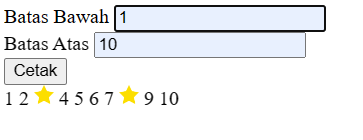 Batas Bawah 1
Batas Atas 10
Cetak
1 2 ⭐ 4 5 6 7 ⭐ 9 10